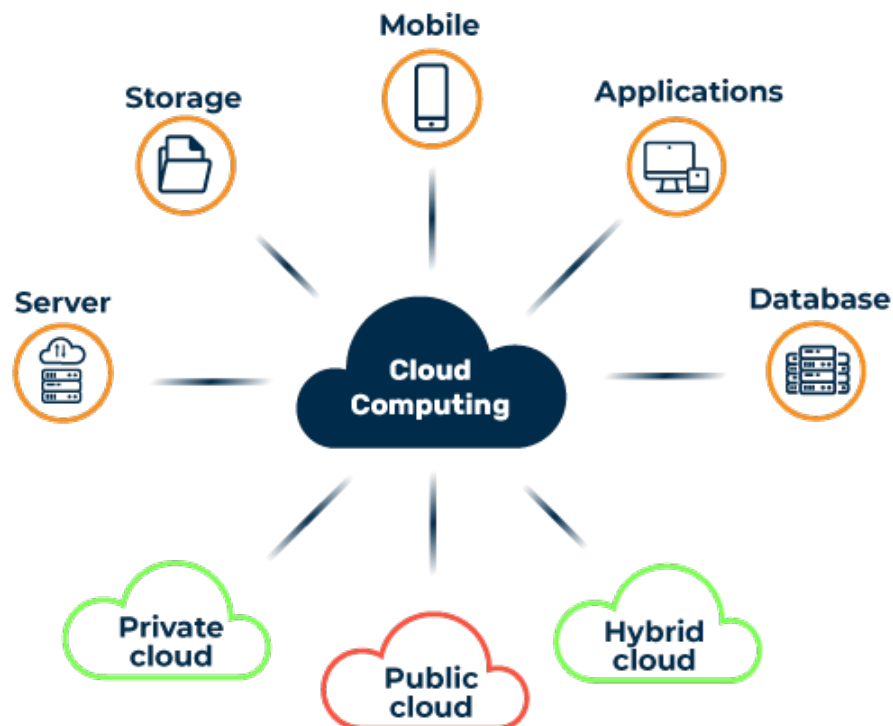 Mobile
Storage
Applications
Server
Database
Cloud
Computing
Private
cloud
Public
cloud
Hybrid
cloud